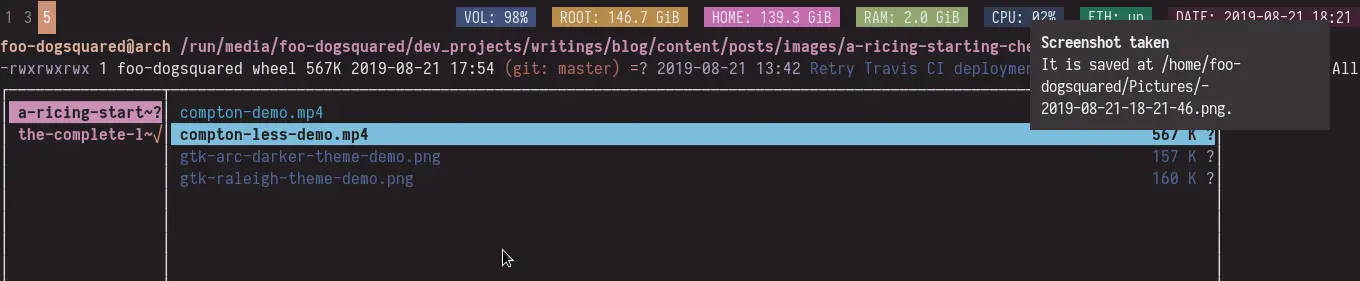 1 3 5 VOL: 98% ROOT: 146.7 GiB HOME: 139.3 GiB RAM: 2.0 GiB CPU: 02% ETH: up DATE: 2019-08-21 18:21
foo-dogsquared@arch /run/media/foo-dogsquared/dev_projects/writings/blog/content/posts/images/a-ricing-starting-che
-rwxrwxrwx 1 foo-dogsquared wheel 567K 2019-08-21 17:54 (git: master) =? 2019-08-21 13:42 Retry Travis CI deploymen All
Screenshot taken
It is saved at /home/foo-
dogsquared/Pictures/-
2019-08-21-18-21-46.png.
a-ricing-start~? compton-demo.mp4
the-complete-l~√ compton-less-demo.mp4 567 K ?
gtk-arc-darker-theme-demo.png 157 K ?
gtk-raleigh-theme-demo.png 160 K ?